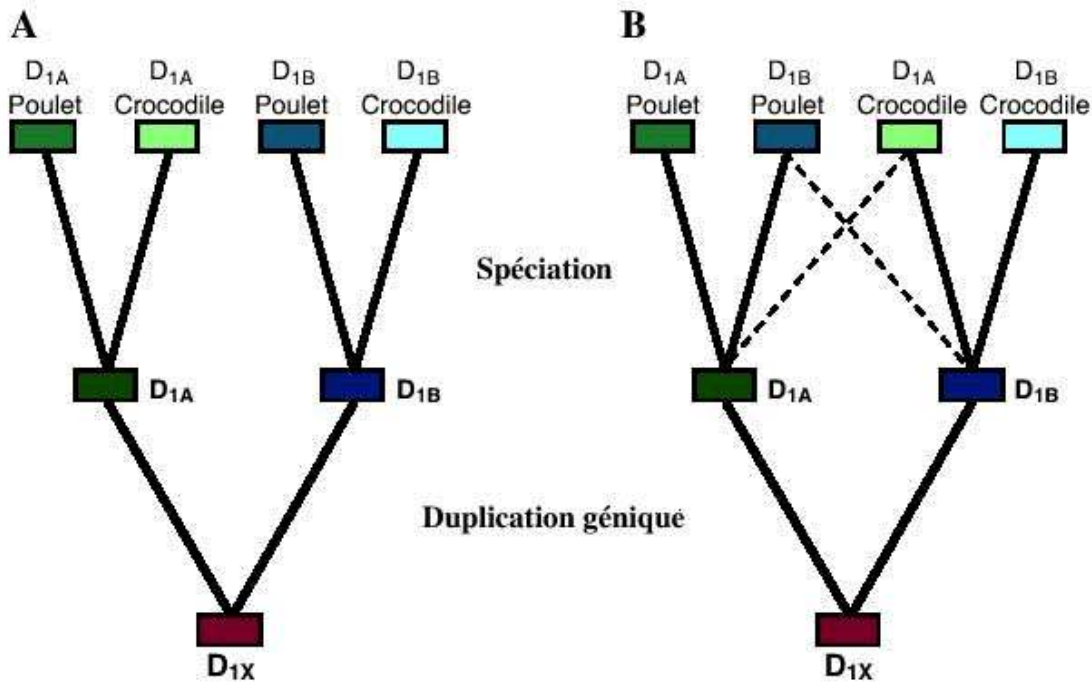 A
B
D1A D1A D1B D1B
Poulet Crocodile Poulet Crocodile
D1A D1B D1A D1B
Poulet Poulet Crocodile Crocodile
Spéciation
D1A D1B
D1A D1B
Duplication génique
D1X
D1X